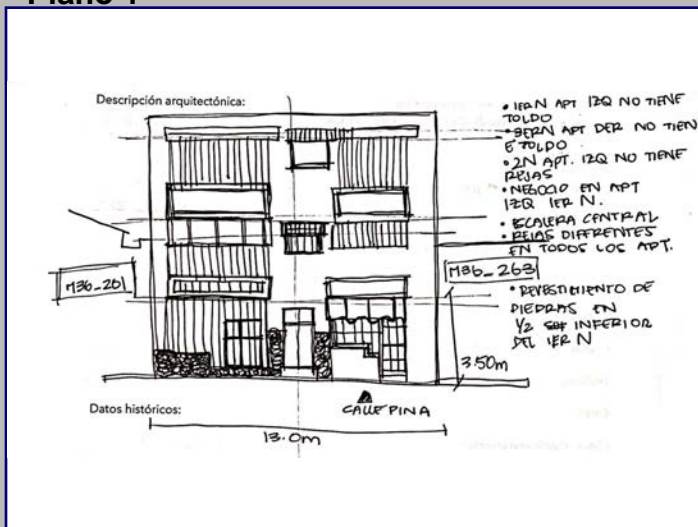 Plano 1
Descripción arquitectónica:
• 1ER N APT IZQ NO TIENE
TOLDO
• 3ER N APT DER NO TIEN
E TOLDO
• 2N APT. IZQ NO TIENE
REJAS
• NEGOCIO EN APT
IZQ 1ER N.
• ESCALERA CENTRAL
• REJAS DIFERENTES
EN TODOS LOS APT.
M36_261
M36_263
• REVESTIMIENTO DE
PIEDRAS EN
1/2 INFERIOR
DEL 1ER N
3.50m
Datos históricos:
CALLE PINA
13.0m